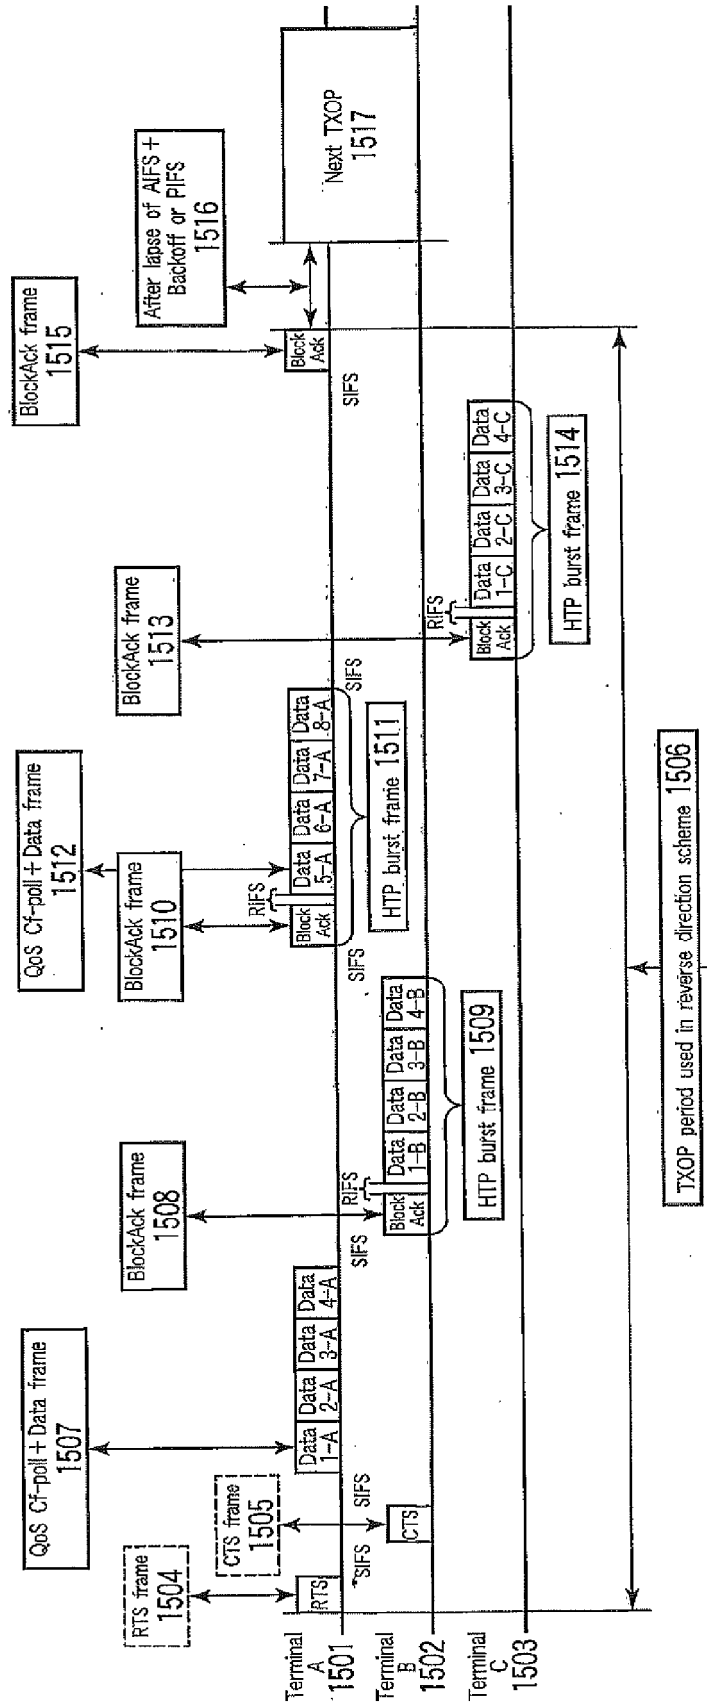 BlockAck frame
1515
After lapse of AIFS +
Backoff or PIFS
1516
Next TXOP
1517
Block
Ack
SIFS
BlockAck frame
1513
RIFS
Block
Ack
Data
1-C
Data
2-C
Data
3-C
Data
4-C
HTP burst frame 1514
QoS Cf-poll + Data frame
1512
BlockAck frame
1510
RIFS
Block
Ack
Data
5-A
Data
6-A
Data
7-A
Data
8-A
SIFS
SIFS
HTP burst frame 1511
BlockAck frame
1508
RIFS
Block
Ack
Data
1-B
Data
2-B
Data
3-B
Data
4-B
HTP burst frame 1509
SIFS
QoS Cf-poll + Data frame
1507
Data
1-A
Data
2-A
Data
3-A
Data
4-A
SIFS
CTS frame
1505
CTS
SIFS
RTS frame
1504
RTS
Terminal
A
1501
Terminal
B
1502
Terminal
C
1503
TXOP period used in reverse direction scheme 1506